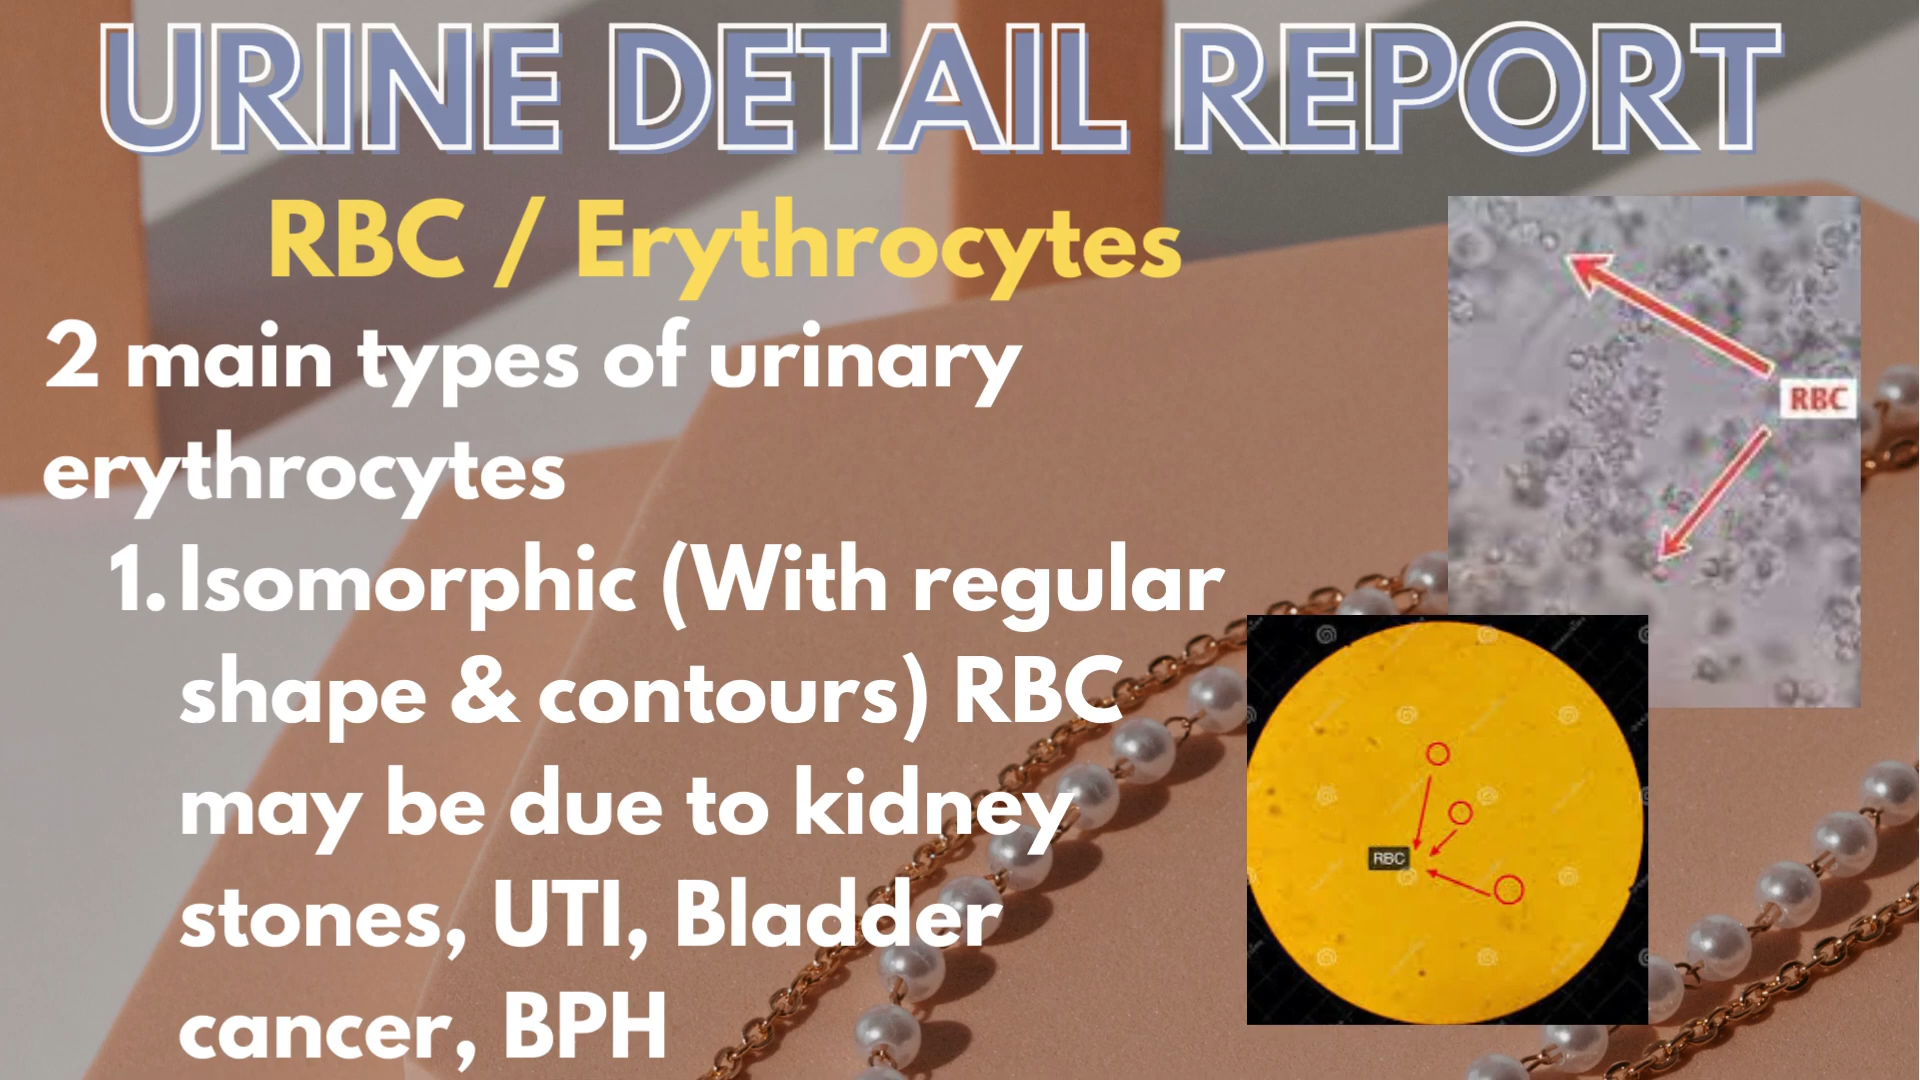 URINE DETAIL REPORT
RBC / Erythrocytes
2 main types of urinary
erythrocytes
1. Isomorphic (With regular
shape & contours) RBC
may be due to kidney
stones, UTI, Bladder
cancer, BPH
RBC
RBC